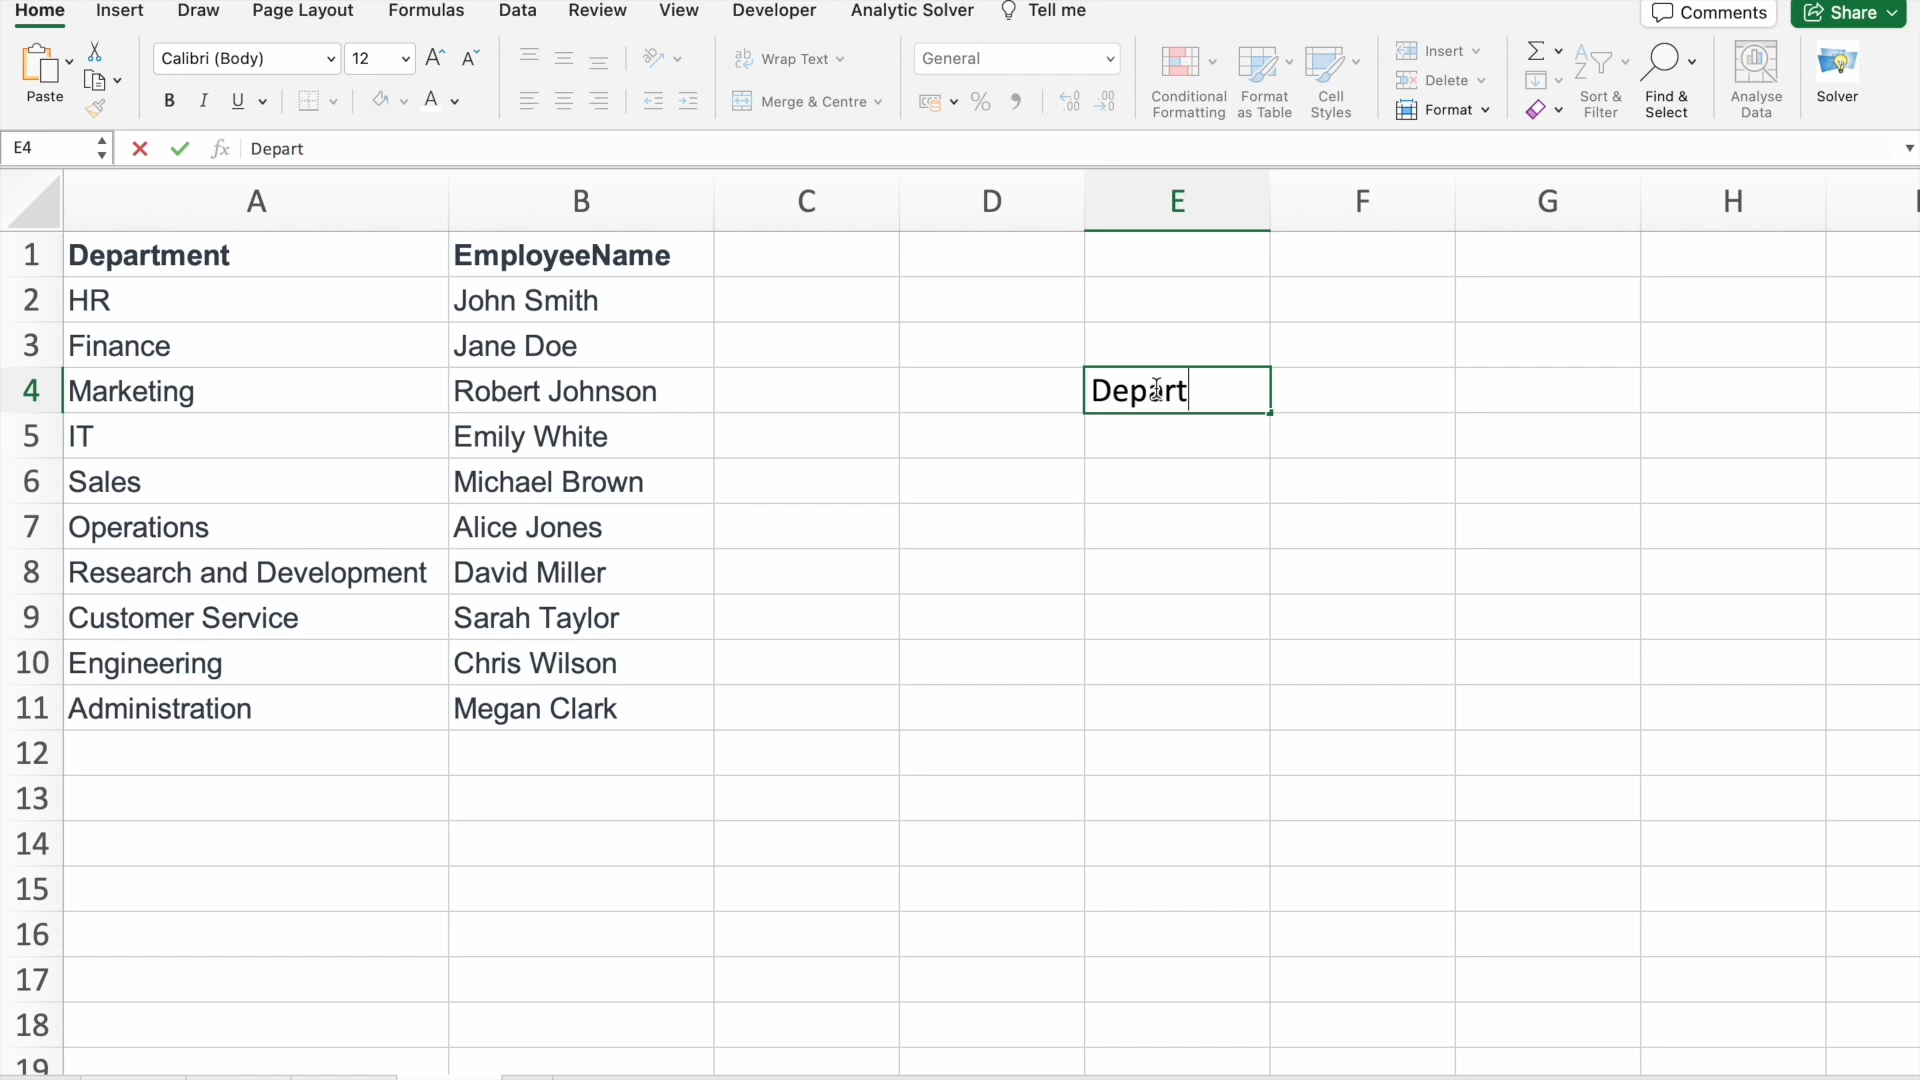 Home Insert Draw Page Layout Formulas Data Review View Developer Analytic Solver Tell me Comments Share
Paste Calibri (Body) 12 A A ab Wrap Text General Conditional Formatting Format as Table Cell Styles Insert Delete Format Sort & Filter Find & Select Analyse Data Solver
B I U A Merge & Centre % 
E4 fx Depart
A B C D E F G H
1 Department EmployeeName
2 HR John Smith
3 Finance Jane Doe
4 Marketing Robert Johnson Depart
5 IT Emily White
6 Sales Michael Brown
7 Operations Alice Jones
8 Research and Development David Miller
9 Customer Service Sarah Taylor
10 Engineering Chris Wilson
11 Administration Megan Clark
12
13
14
15
16
17
18
19